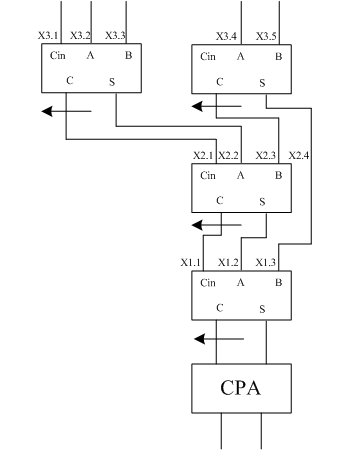 X3.1 X3.2 X3.3 X3.4 X3.5
Cin A B Cin A B
C S C S
X2.1 X2.2 X2.3 X2.4
Cin A B
C S
X1.1 X1.2 X1.3
Cin A B
C S
CPA